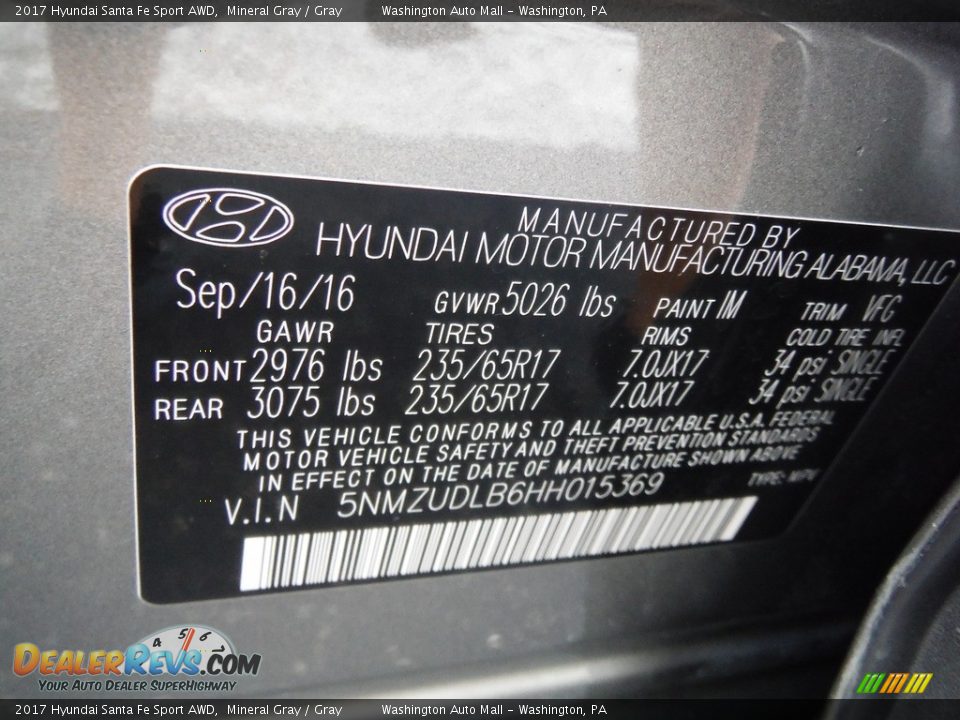 2017 Hyundai Santa Fe Sport AWD, Mineral Gray / Gray Washington Auto Mall - Washington, PA
MANUFACTURED BY
HYUNDAI MOTOR MANUFACTURING ALABAMA, LLC
Sep/16/16 GVWR 5026 lbs PAINT IM TRIM VFC
GAWR TIRES RIMS COLD TIRE INFL
FRONT 2976 lbs 235/65R17 7.0JX17 34 psi SINGLE
REAR 3075 lbs 235/65R17 7.0JX17 34 psi SINGLE
THIS VEHICLE CONFORMS TO ALL APPLICABLE U.S.A. FEDERAL
MOTOR VEHICLE SAFETY AND THEFT PREVENTION STANDARDS
IN EFFECT ON THE DATE OF MANUFACTURE SHOWN ABOVE
V.I.N 5NMZUDLB6HH015369 TYPE: MPV
4 5 6
DEALERREVS.COM
YOUR AUTO DEALER SUPERHIGHWAY
2017 Hyundai Santa Fe Sport AWD, Mineral Gray / Gray Washington Auto Mall - Washington, PA